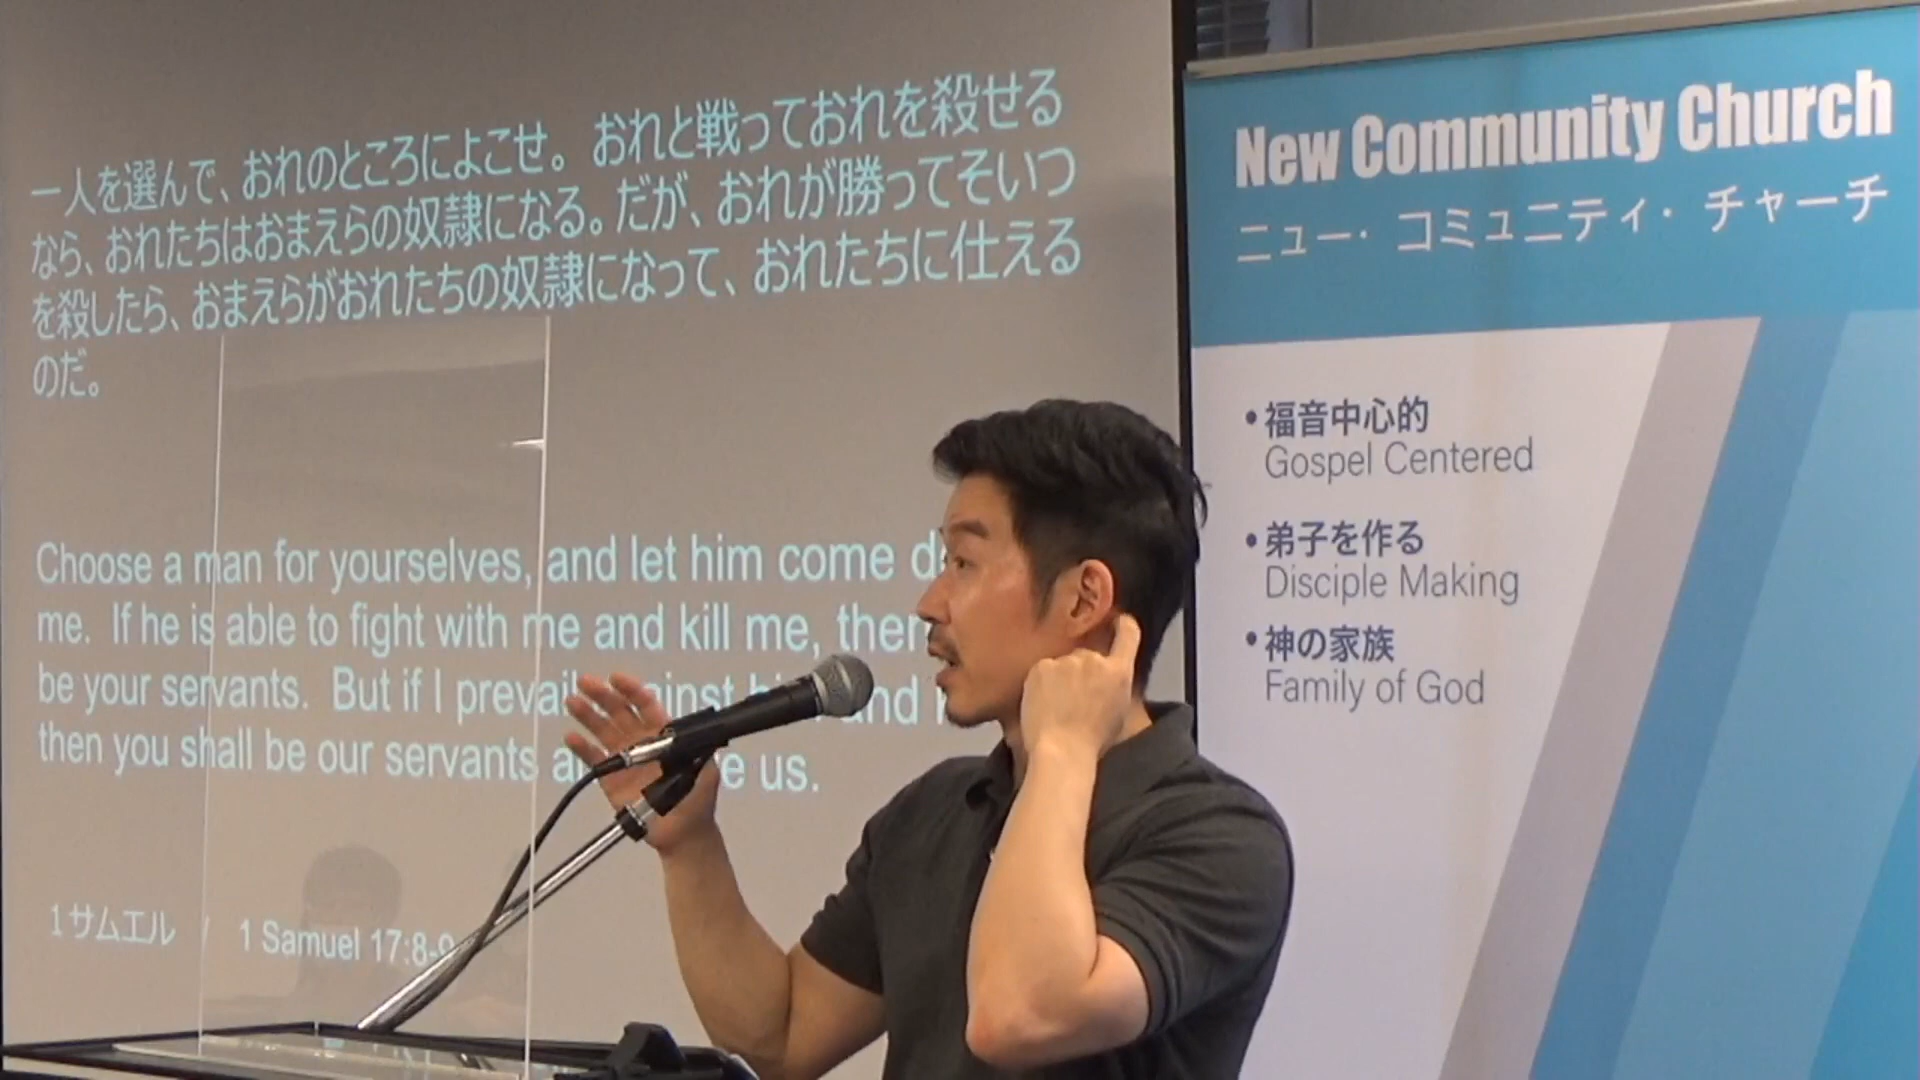 一人を選んで、おれのところによこせ。 おれと戦っておれを殺せる
なら、おれたちはおまえらの奴隷になる。だが、おれが勝ってそいつ
を殺したら、おまえらがおれたちの奴隷になって、おれたちに仕える
のだ。
Choose a man for yourselves, and let him come
me. If he is able to fight with me and kill me,
be your servants. But if I prevail
then you shall be our servants us.
1サムエル / 1 Samuel 17:8-9
New Community Church
ニュー・コミュニティ・チャーチ
•福音中心的
Gospel Centered
•弟子を作る
Disciple Making
•神の家族
Family of God